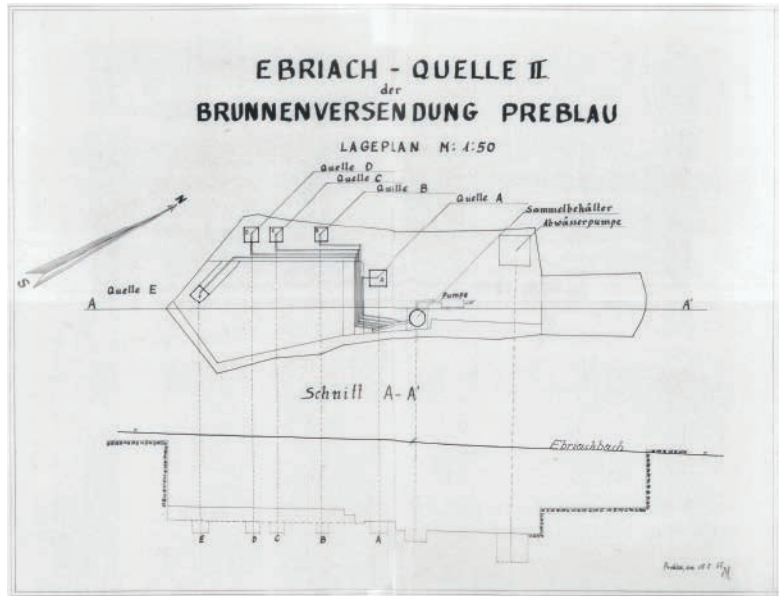 EBRIACH - QUELLE II
der
BRUNNENVERSENDUNG PREBLAU
LAGEPLAN M: 1:50
Quelle D
Quelle C
Quelle B
Quelle A
Sammelbehälter
Abwässerpumpe
N
S
Quelle E
Pumpe
A
A'
Schnitt A-A'
Ebriachbach
E
D
C
B
A